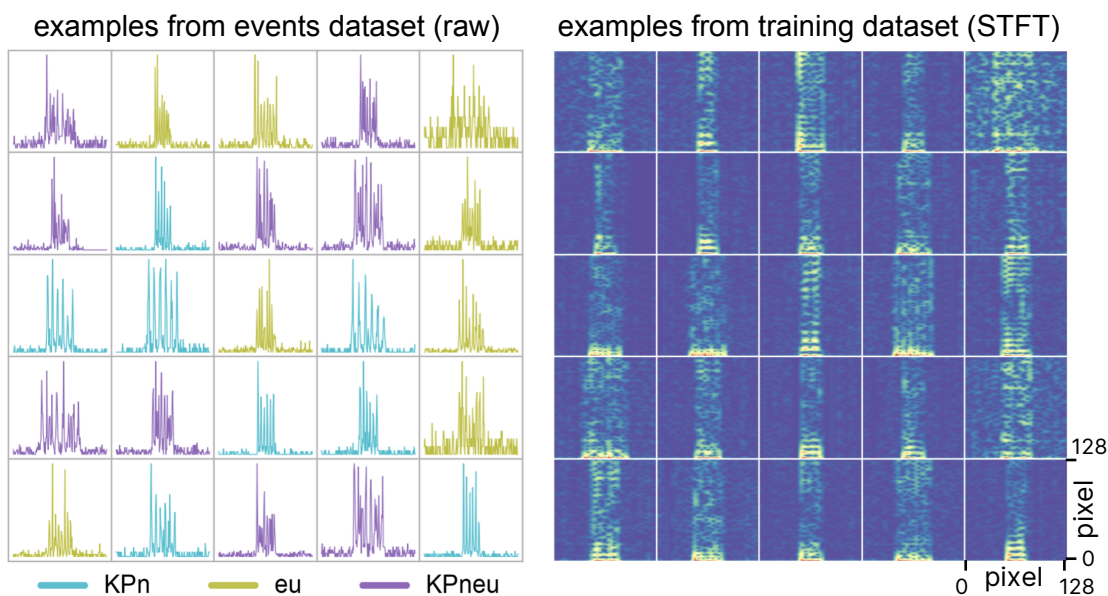 examples from events dataset (raw)
examples from training dataset (STFT)
128
pixel
0
0 pixel 128
KPn eu KPneu